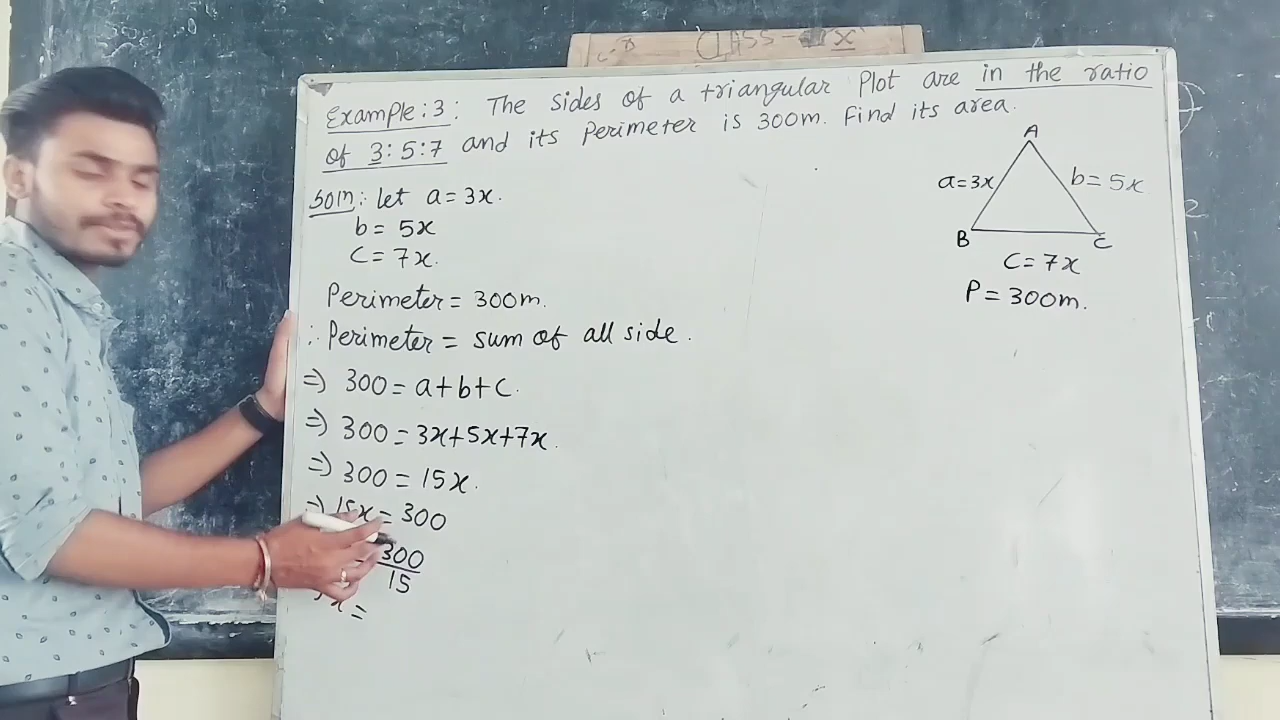 CLASS - IX
Example:3: The sides of a triangular Plot are in the ratio
of 3:5:7 and its Perimeter is 300m. Find its area.
Soln: let a = 3x.
b = 5x
c = 7x.
Perimeter = 300m.
∴ Perimeter = sum of all side.
⇒ 300 = a+b+c.
⇒ 300 = 3x+5x+7x.
⇒ 300 = 15x.
⇒ 15x = 300
300
15
x =
A
a=3x
b = 5x
B
C
C = 7x
P = 300m.